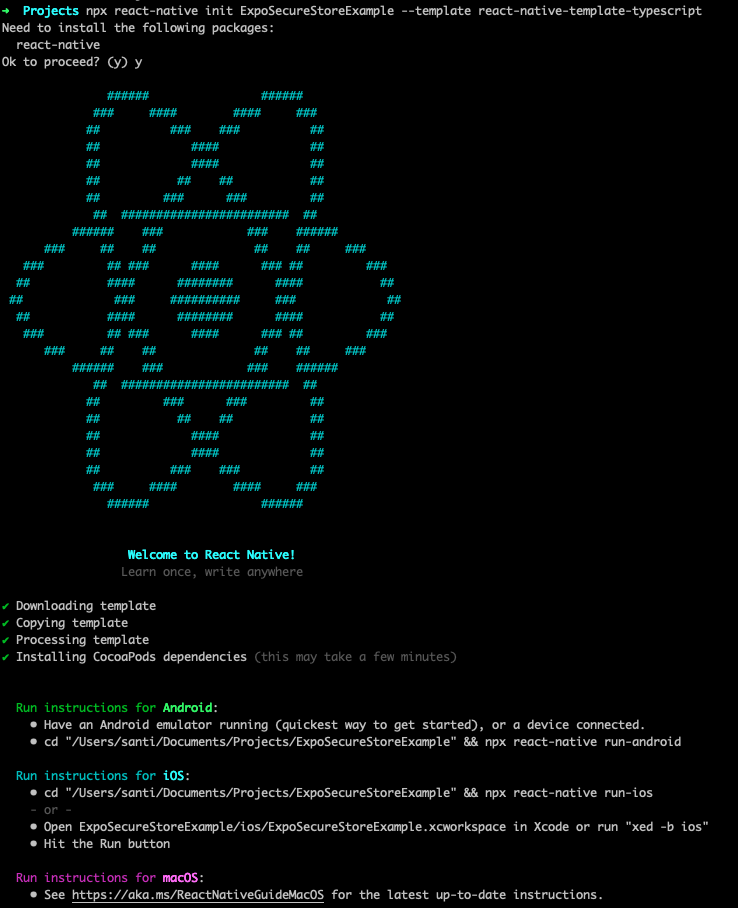 ➜  Projects npx react-native init ExpoSecureStoreExample --template react-native-template-typescript
Need to install the following packages:
  react-native
Ok to proceed? (y) y

               ######                ######
             ###     ####        ####     ###
            ##          ###    ###          ##
            ##             ####             ##
            ##             ####             ##
            ##           ##    ##           ##
            ##         ###      ###         ##
             ##  ########################  ##
          ######    ###            ###    ######
      ###     ##    ##              ##    ##     ###
   ###         ## ###      ####      ### ##         ###
  ##           ####      ########      ####           ##
 ##             ###     ##########     ###             ##
  ##           ####      ########      ####           ##
   ###         ## ###      ####      ### ##         ###
      ###     ##    ##              ##    ##     ###
          ######    ###            ###    ######
             ##  ########################  ##
            ##         ###      ###         ##
            ##           ##    ##           ##
            ##             ####             ##
            ##             ####             ##
            ##          ###    ###          ##
             ###     ####        ####     ###
               ######                ######

                  Welcome to React Native!
                 Learn once, write anywhere

✔ Downloading template
✔ Copying template
✔ Processing template
✔ Installing CocoaPods dependencies (this may take a few minutes)

  Run instructions for Android:
    • Have an Android emulator running (quickest way to get started), or a device connected.
    • cd "/Users/santi/Documents/Projects/ExpoSecureStoreExample" && npx react-native run-android

  Run instructions for iOS:
    • cd "/Users/santi/Documents/Projects/ExpoSecureStoreExample" && npx react-native run-ios
    - or -
    • Open ExpoSecureStoreExample/ios/ExpoSecureStoreExample.xcworkspace in Xcode or run "xed -b ios"
    • Hit the Run button

  Run instructions for macOS:
    • See https://aka.ms/ReactNativeGuideMacOS for the latest up-to-date instructions.